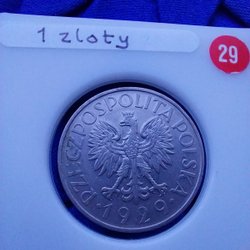 1 zloty
29
RZECZPOSPOLITA POLSKA
· 1929 ·